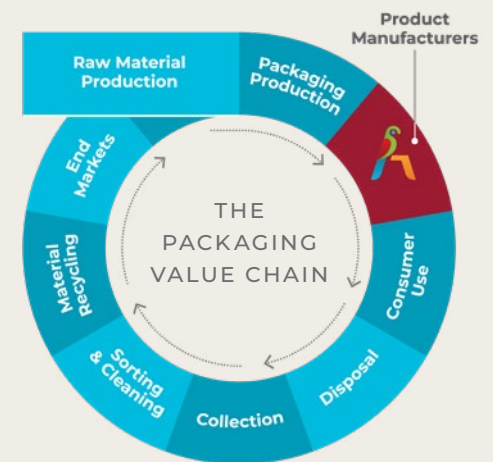 Product
Manufacturers
Raw Material
Production
Packaging
Production
End
Markets
THE
PACKAGING
VALUE CHAIN
Consumer
Use
Material
Recycling
Disposal
Sorting
& Cleaning
Collection